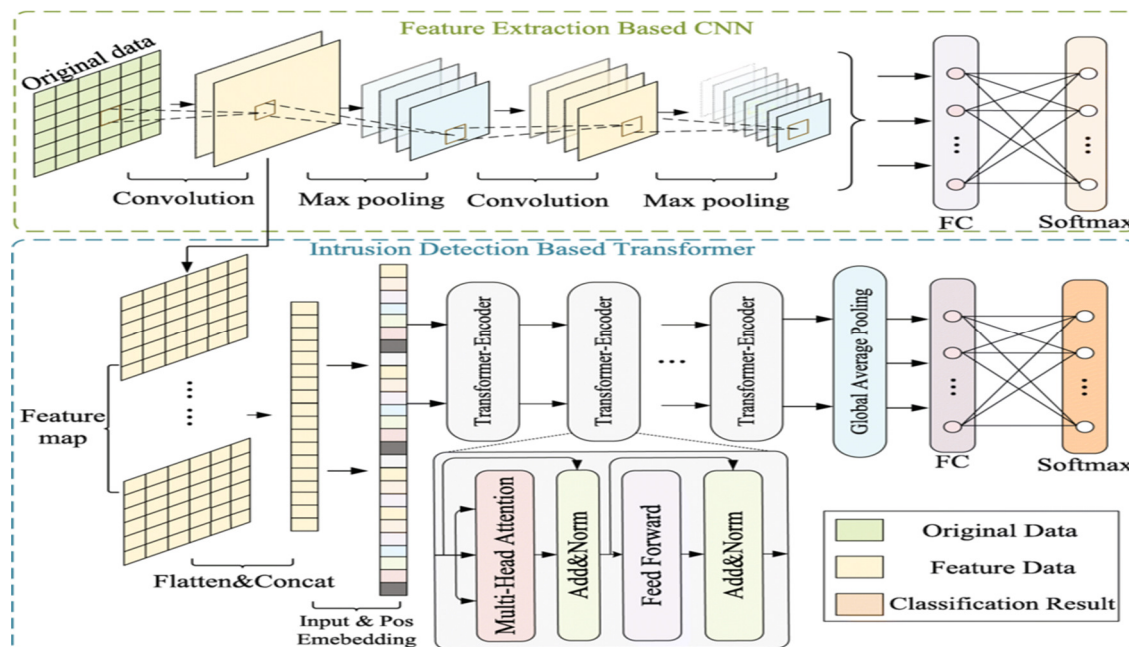 Feature Extraction Based CNN
Original data
Convolution
Max pooling
Convolution
Max pooling
FC
Softmax
Intrusion Detection Based Transformer
Feature
map
Flatten&Concat
Input & Pos
Emebedding
Transformer-Encoder
Transformer-Encoder
Transformer-Encoder
Global Average Pooling
FC
Softmax
Multi-Head Attention
Add&Norm
Feed Forward
Add&Norm
Original Data
Feature Data
Classification Result